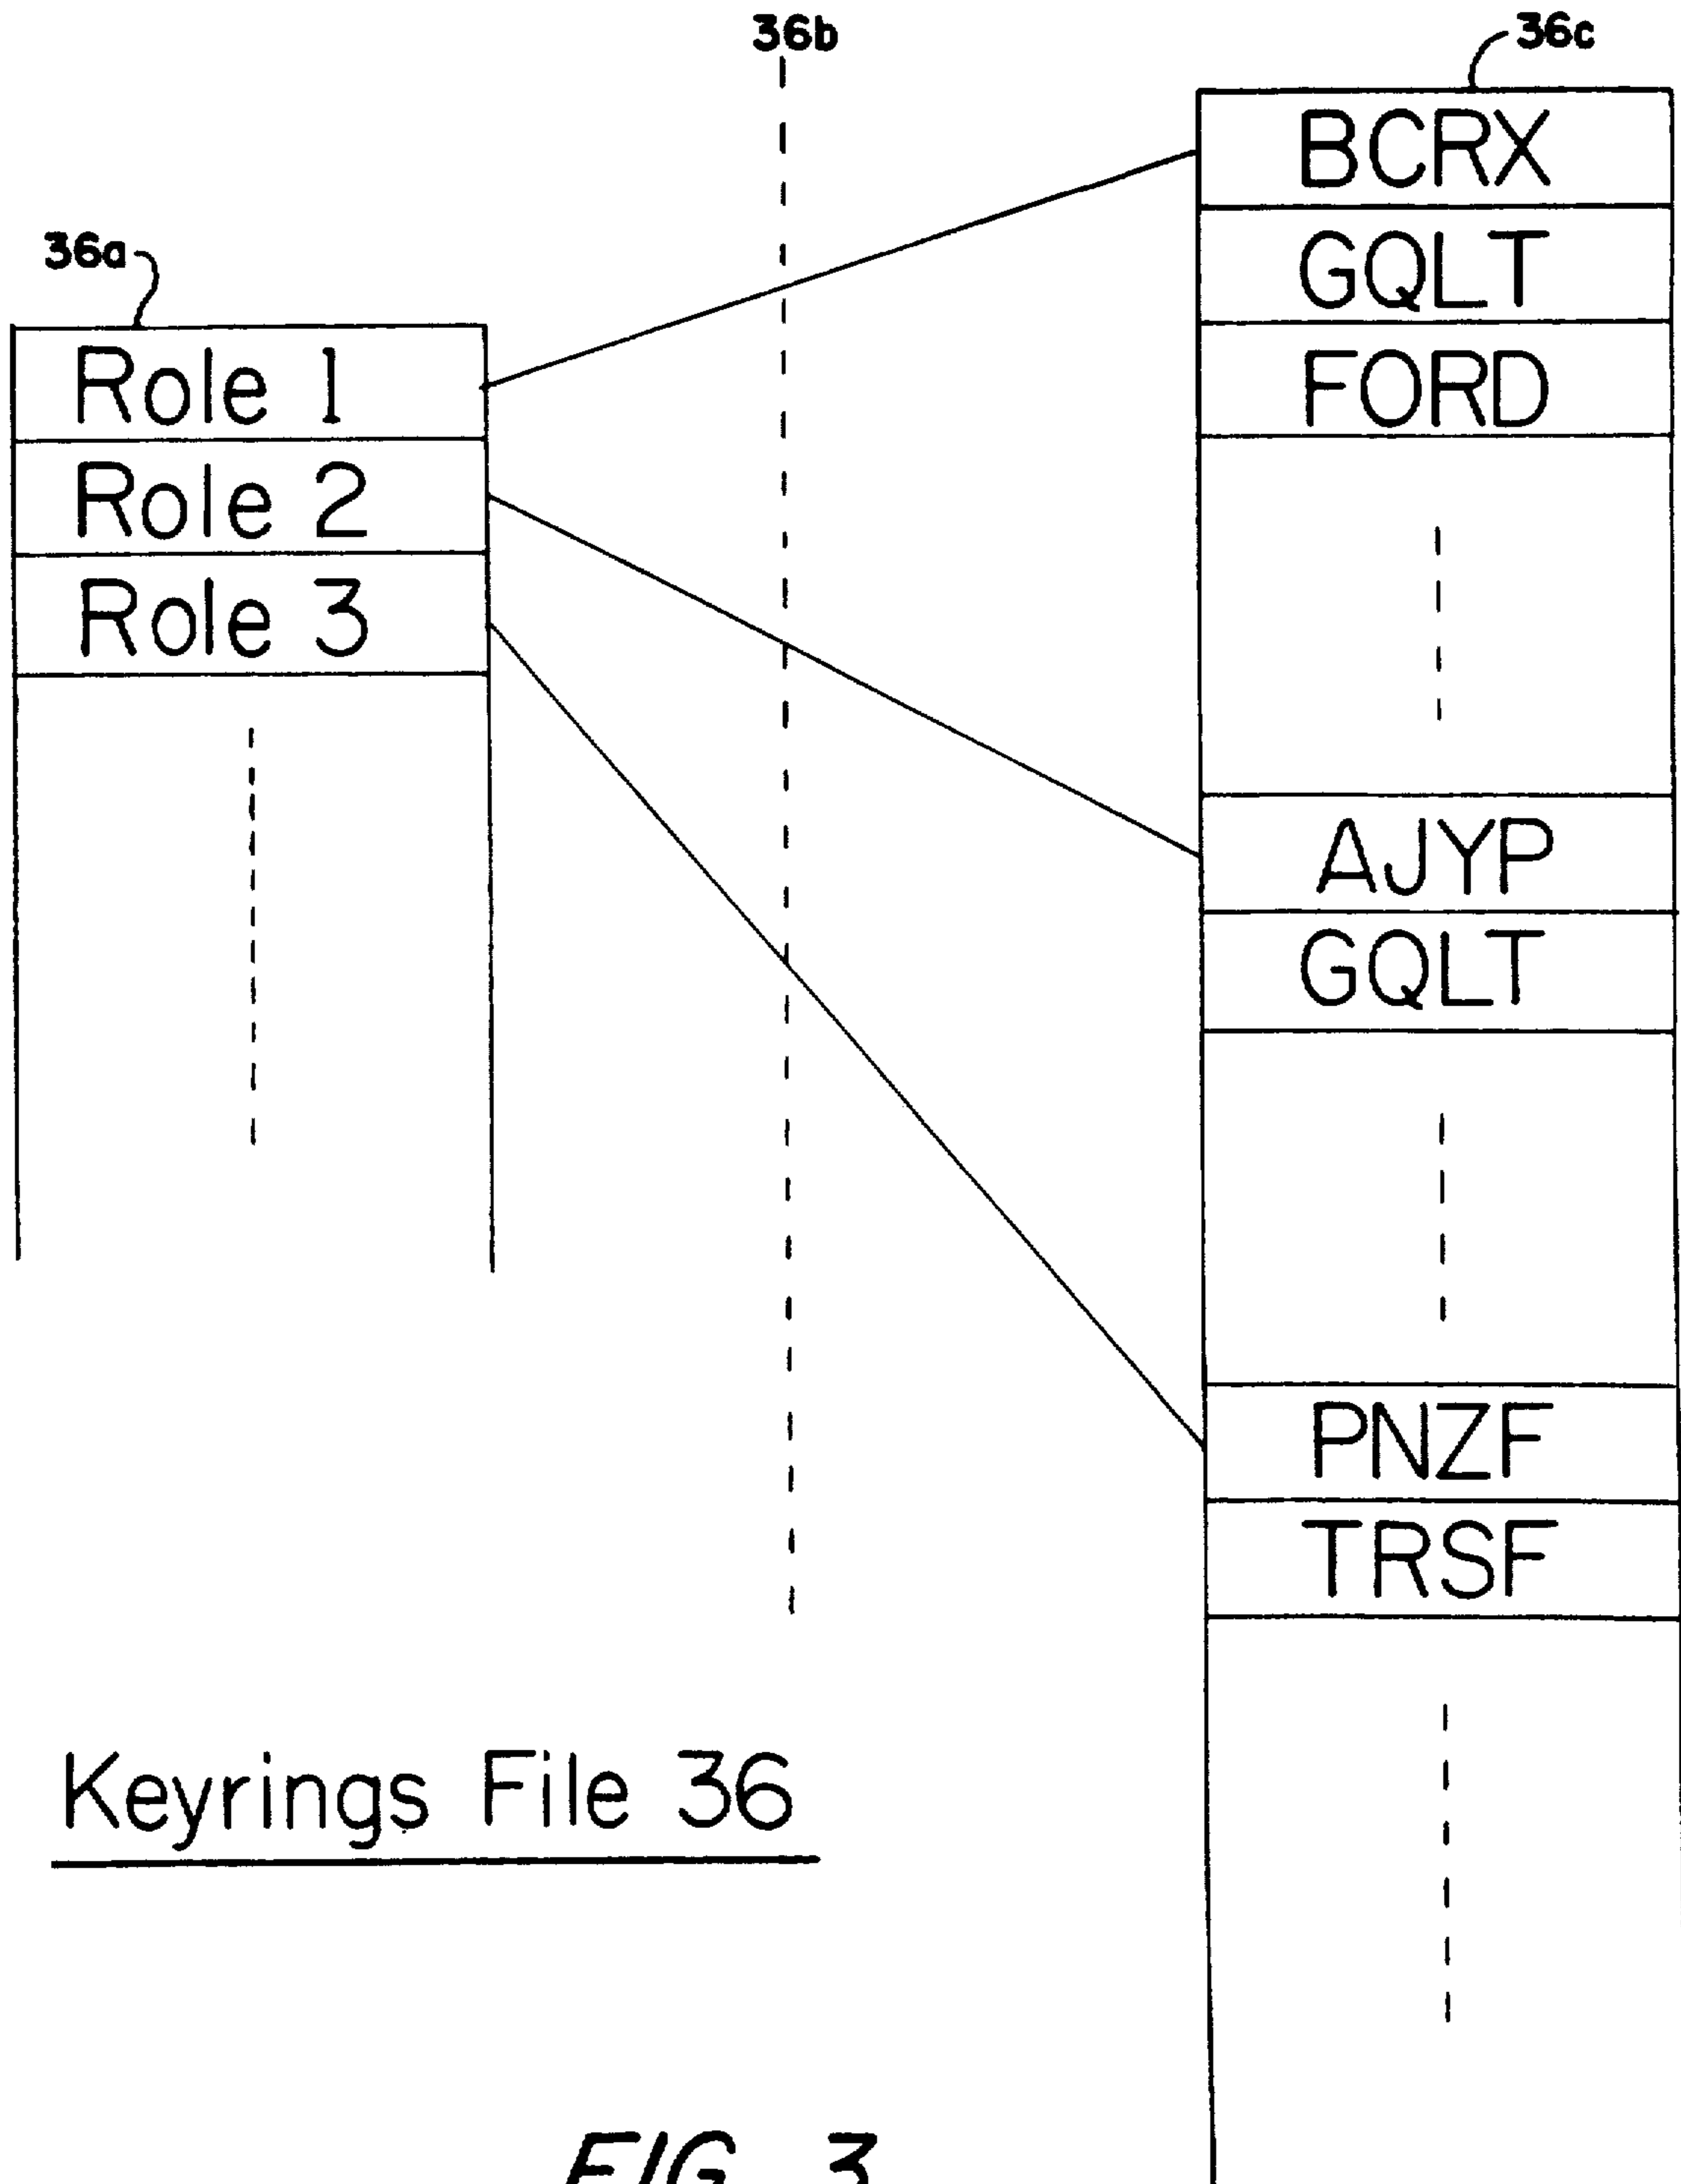 36b
36c
BCRX
GQLT
FORD
36a
Role 1
Role 2
Role 3
AJYP
GQLT
PNZF
TRSF
Keyrings File 36
FIG. 3